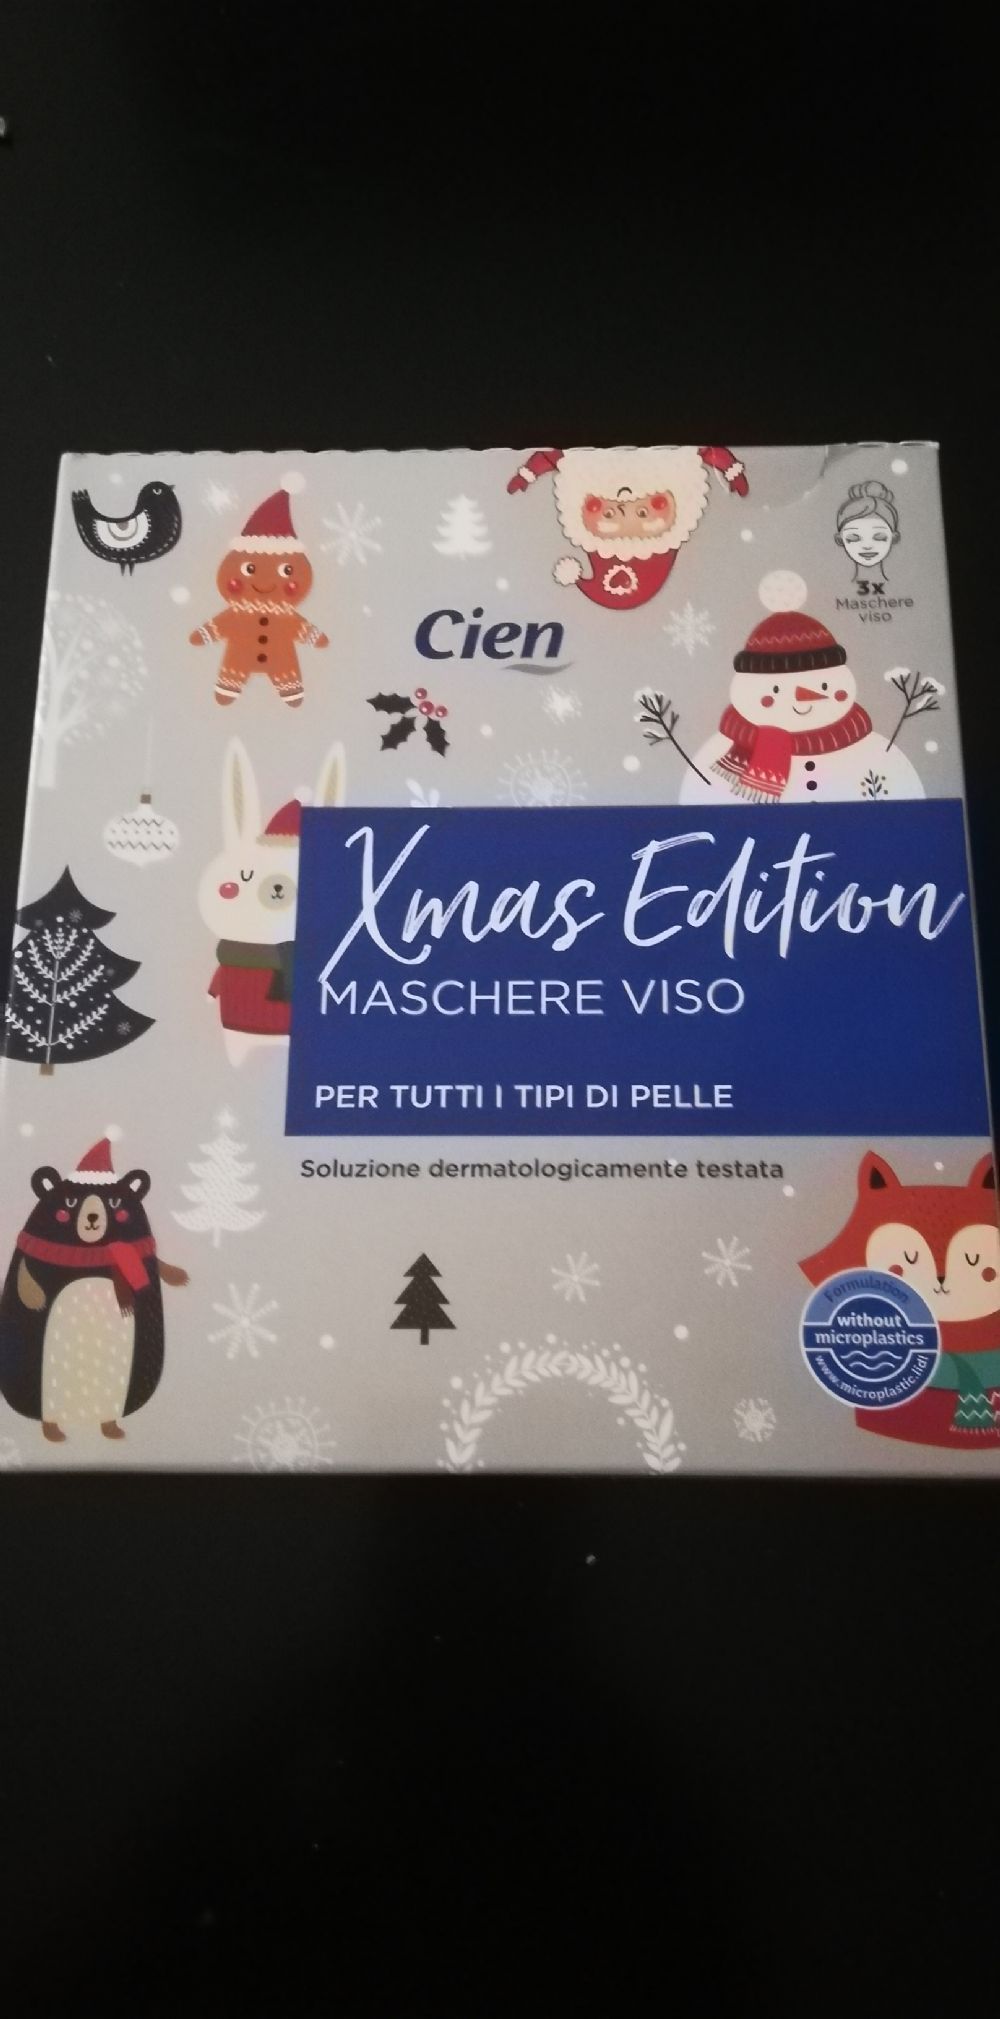 3x
Maschere
viso
Cien
Xmas Edition
MASCHERE VISO
PER TUTTI I TIPI DI PELLE
Soluzione dermatologicamente testata
Formulation
without
microplastics
www.microplastic.lidl